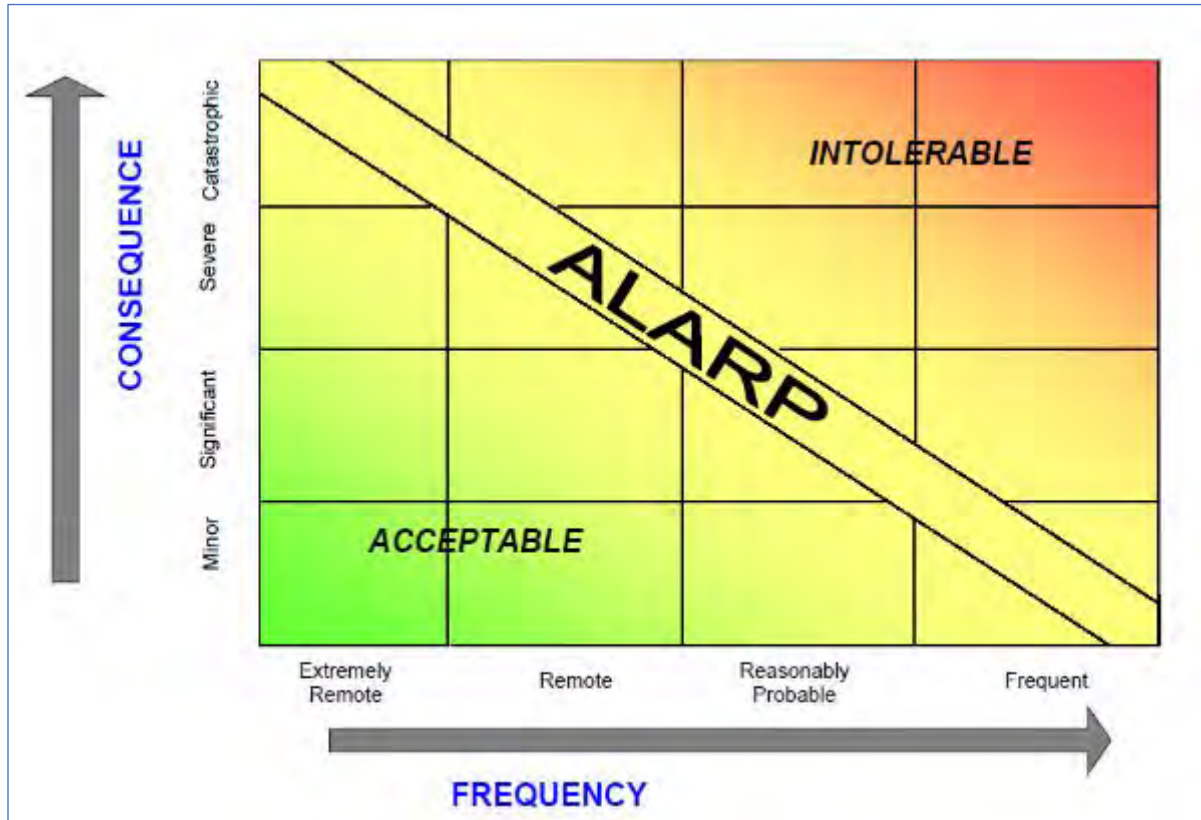 CONSEQUENCE
Catastrophic
Severe
Significant
Minor
INTOLERABLE
ALARP
ACCEPTABLE
Extremely
Remote
Remote
Reasonably
Probable
Frequent
FREQUENCY